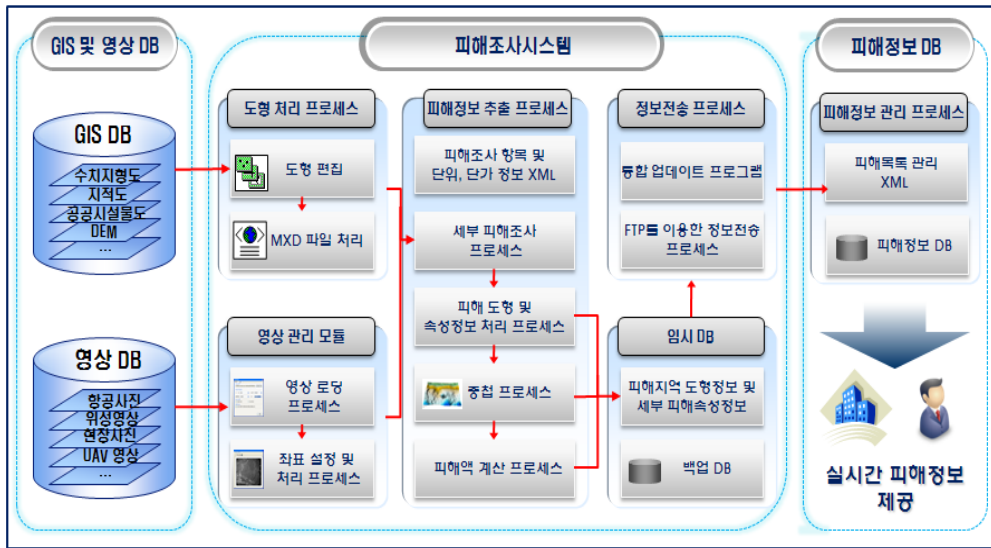 GIS 및 영상 DB
GIS DB
수치지형도
지적도
공공시설물도
DEM
...
영상 DB
항공사진
위성영상
현장사진
UAV 영상
...
피해조사시스템
도형 처리 프로세스
도형 편집
MXD 파일 처리
영상 관리 모듈
영상 로딩
프로세스
좌표 설정 및
처리 프로세스
피해정보 추출 프로세스
피해조사 항목 및
단위, 단가 정보 XML
세부 피해조사
프로세스
피해 도형 및
속성정보 처리 프로세스
중첩 프로세스
피해액 계산 프로세스
정보전송 프로세스
통합 업데이트 프로그램
FTP를 이용한 정보전송
프로세스
임시 DB
피해지역 도형정보 및
세부 피해속성정보
백업 DB
피해정보 DB
피해정보 관리 프로세스
피해목록 관리
XML
피해정보 DB
실시간 피해정보
제공